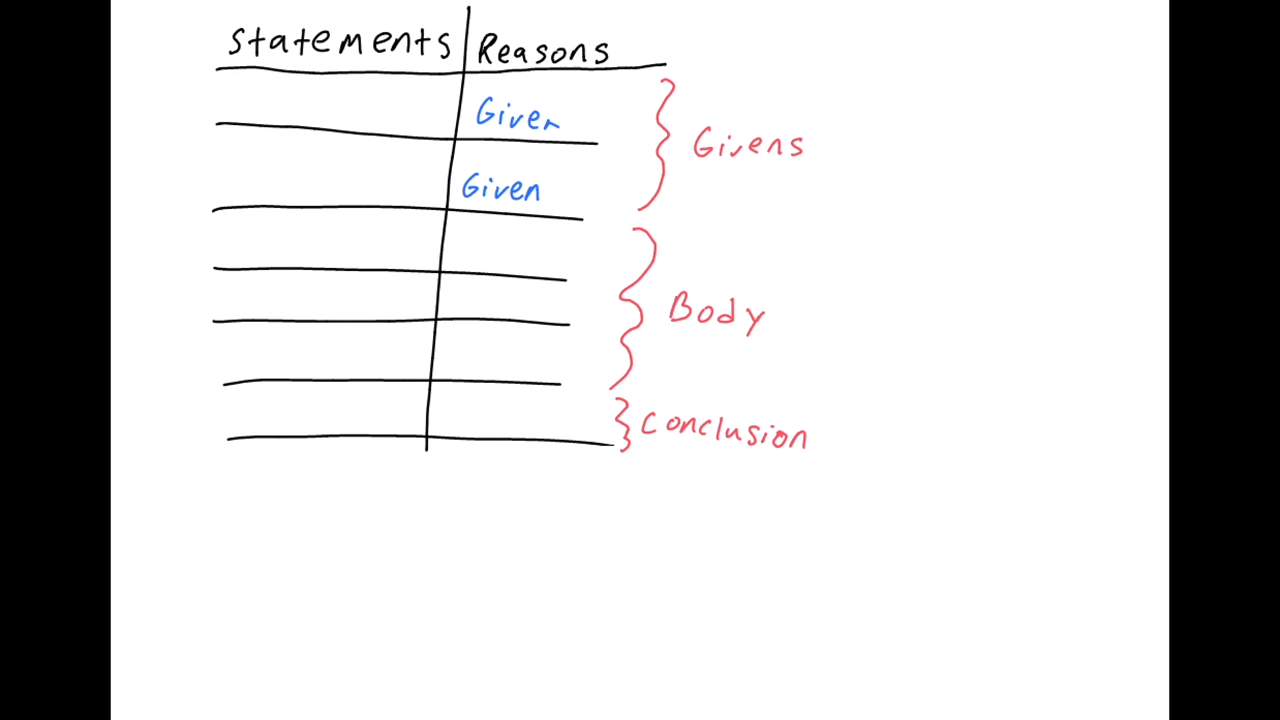 Statements Reasons
Given
Givens
Given
Body
Conclusion